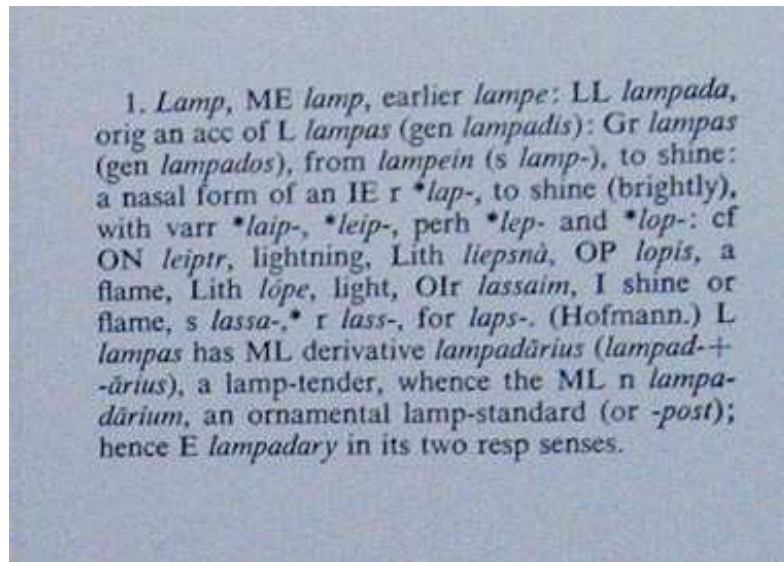 1. Lamp, ME lamp, earlier lampe: LL lampada,
orig an acc of L lampas (gen lampadis): Gr lampas
(gen lampados), from lampein (s lamp-), to shine:
a nasal form of an IE r *lap-, to shine (brightly),
with varr *laip-, *leip-, perh *lep- and *lop-: cf
ON leiptr, lightning, Lith liepsnà, OP lopis, a
flame, Lith lópe, light, OIr lassaim, I shine or
flame, s lassa-,* r lass-, for laps-. (Hofmann.) L
lampas has ML derivative lampadārius (lampad-+
-ārius), a lamp-tender, whence the ML n lampa-
dārium, an ornamental lamp-standard (or -post);
hence E lampadary in its two resp senses.